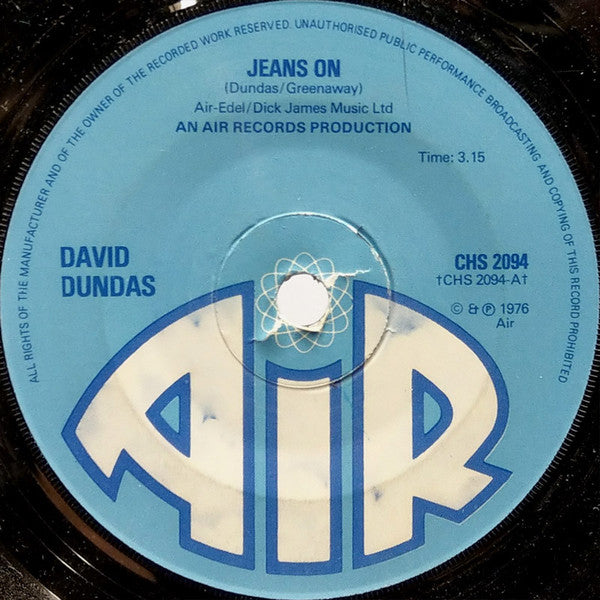 ALL RIGHTS OF THE MANUFACTURER AND OF THE OWNER OF THE RECORDED WORK RESERVED. UNAUTHORISED PUBLIC PERFORMANCE BROADCASTING AND COPYING OF THIS RECORD PROHIBITED
JEANS ON
(Dundas/Greenaway)
Air-Edel/Dick James Music Ltd
AN AIR RECORDS PRODUCTION
Time: 3.15
DAVID
DUNDAS
CHS 2094
†CHS 2094-A†
© & ℗ 1976
Air
AiR